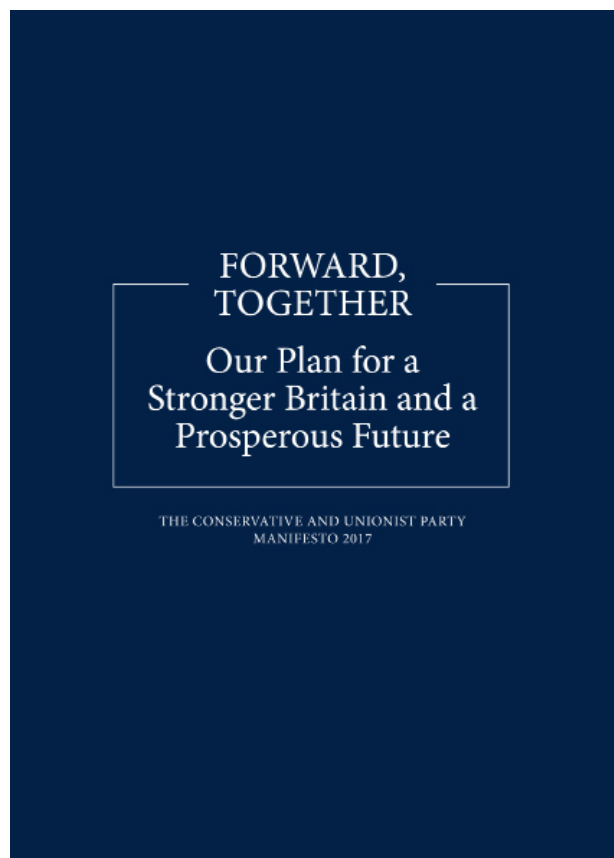 FORWARD,
TOGETHER
Our Plan for a
Stronger Britain and a
Prosperous Future
THE CONSERVATIVE AND UNIONIST PARTY
MANIFESTO 2017